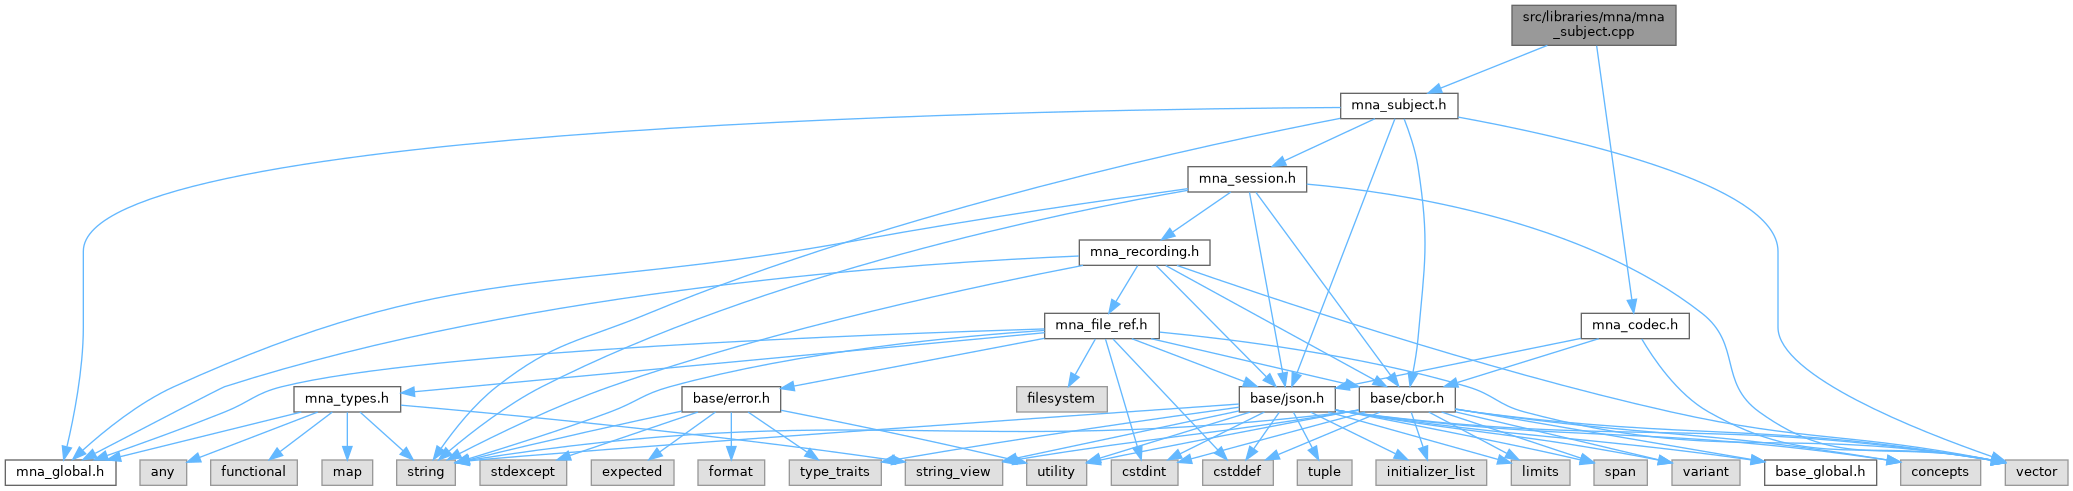 src/libraries/mna/mna
_subject.cpp
mna_subject.h
mna_session.h
mna_recording.h
mna_file_ref.h
mna_codec.h
mna_types.h
base/error.h
filesystem
base/json.h
base/cbor.h
mna_global.h
any
functional
map
string
stdexcept
expected
format
type_traits
string_view
utility
cstdint
cstddef
tuple
initializer_list
limits
span
variant
base_global.h
concepts
vector